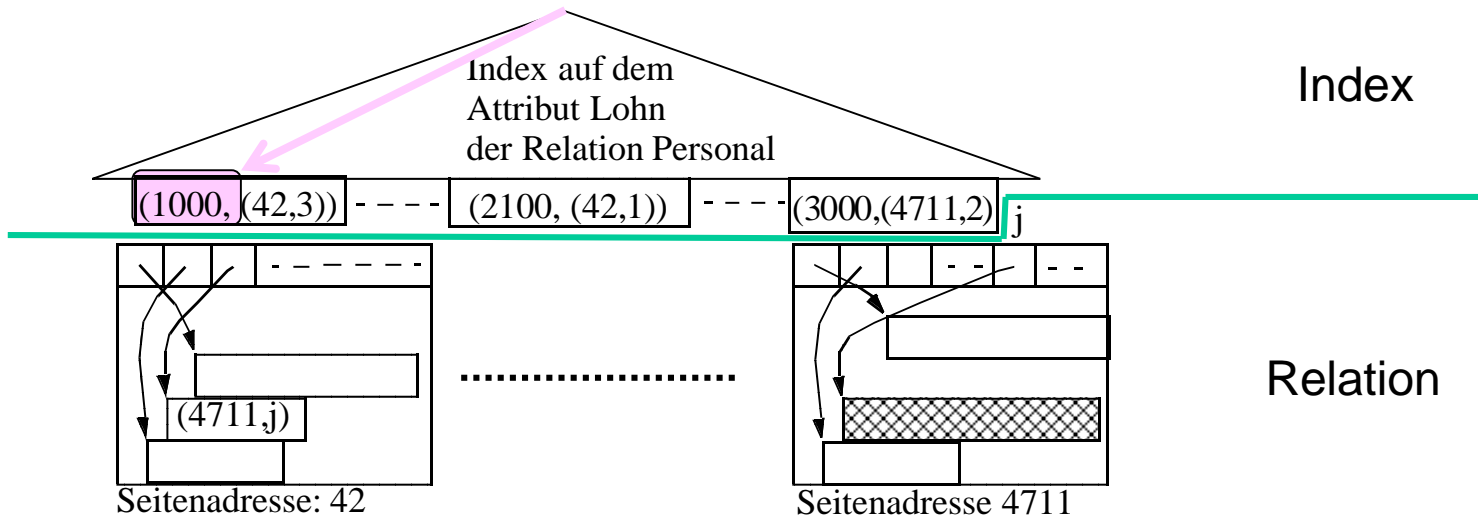 Index auf dem
Attribut Lohn
der Relation Personal
Index
(1000, (42,3))
(2100, (42,1))
(3000,(4711,2)
j
(4711,j)
Relation
Seitenadresse: 42
Seitenadresse 4711